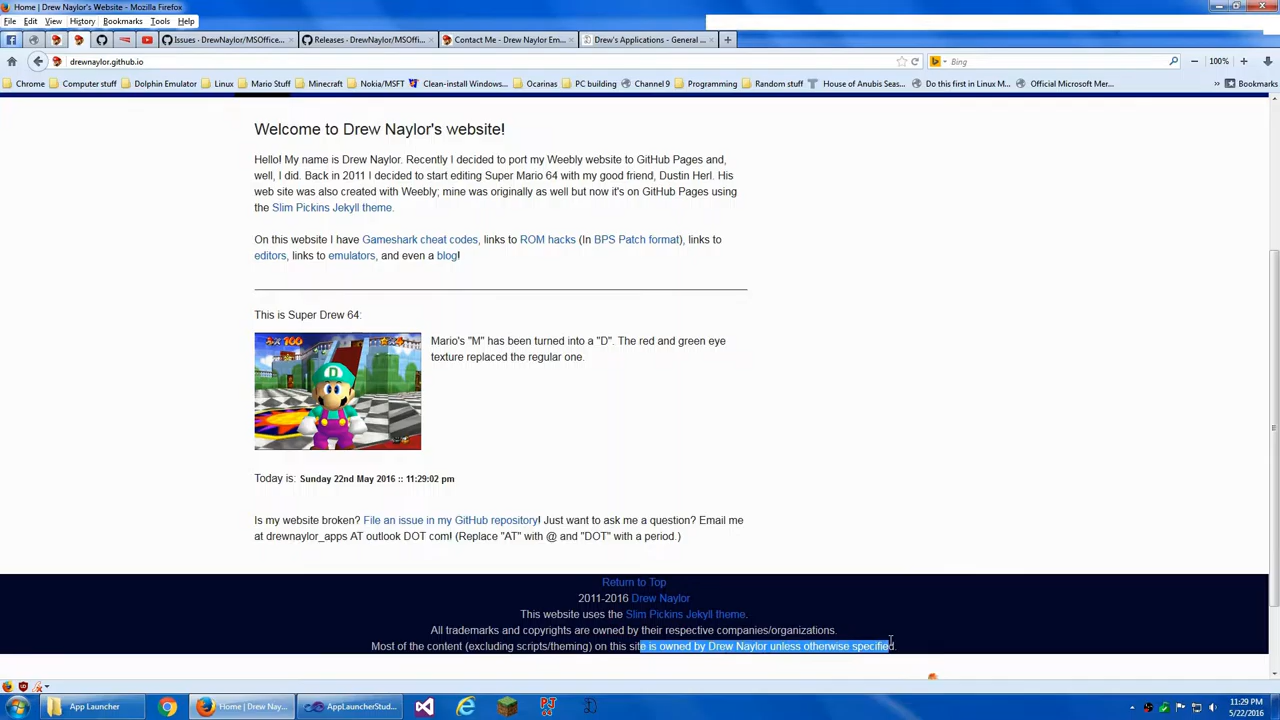 Home | Drew Naylor's Website - Mozilla Firefox
File Edit View History Bookmarks Tools Help
Issues · DrewNaylor/MSOffice... × Releases · DrewNaylor/MSOffi... × Contact Me - Drew Naylor Em... × Drew's Applications - General ... ×
drewnaylor.github.io
Bing
100%
Chrome Computer stuff Dolphin Emulator Linux Mario Stuff Minecraft Nokia/MSFT Clean-install Windows... Ocarinas PC building Channel 9 Random stuff Programming House of Anubis Seas... Do this first in Linux M... Official Microsoft Mer... Bookmarks
Welcome to Drew Naylor's website!
Hello! My name is Drew Naylor. Recently I decided to port my Weebly website to GitHub Pages and,
well, I did. Back in 2011 I decided to start editing Super Mario 64 with my good friend, Dustin Herl. His
web site was also created with Weebly; mine was originally as well but now it's on GitHub Pages using
the Slim Pickins Jekyll theme.
On this website I have Gameshark cheat codes, links to ROM hacks (In BPS Patch format), links to
editors, links to emulators, and even a blog!
This is Super Drew 64:
Mario's "M" has been turned into a "D". The red and green eye
texture replaced the regular one.
Today is: Sunday 22nd May 2016 :: 11:29:02 pm
Is my website broken? File an issue in my GitHub repository! Just want to ask me a question? Email me
at drewnaylor_apps AT outlook DOT com! (Replace "AT" with @ and "DOT" with a period.)
Return to Top
2011-2016 Drew Naylor
This website uses the Slim Pickins Jekyll theme.
All trademarks and copyrights are owned by their respective companies/organizations.
Most of the content (excluding scripts/theming) on this site is owned by Drew Naylor unless otherwise specified.
App Launcher Home | Drew Nay... AppLauncherStud... 11:29 PM
5/22/2016